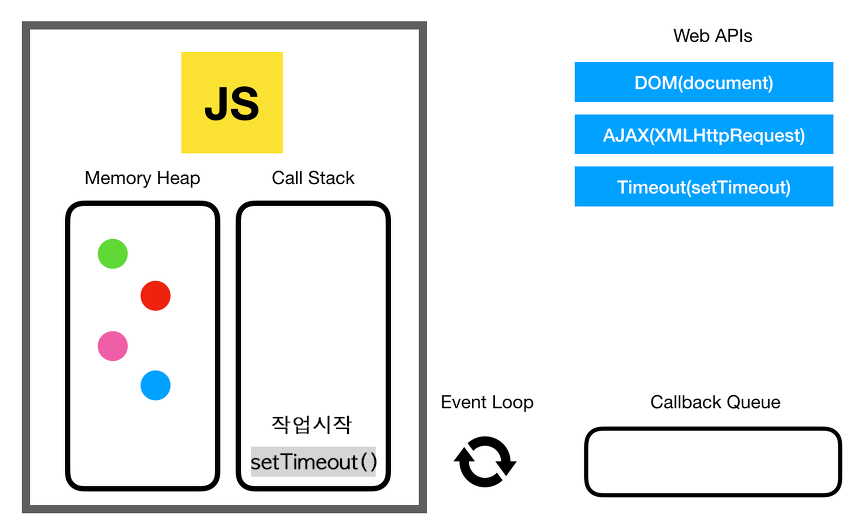 JS
Memory Heap
Call Stack
작업시작
setTimeout()
Web APIs
DOM(document)
AJAX(XMLHttpRequest)
Timeout(setTimeout)
Event Loop
Callback Queue